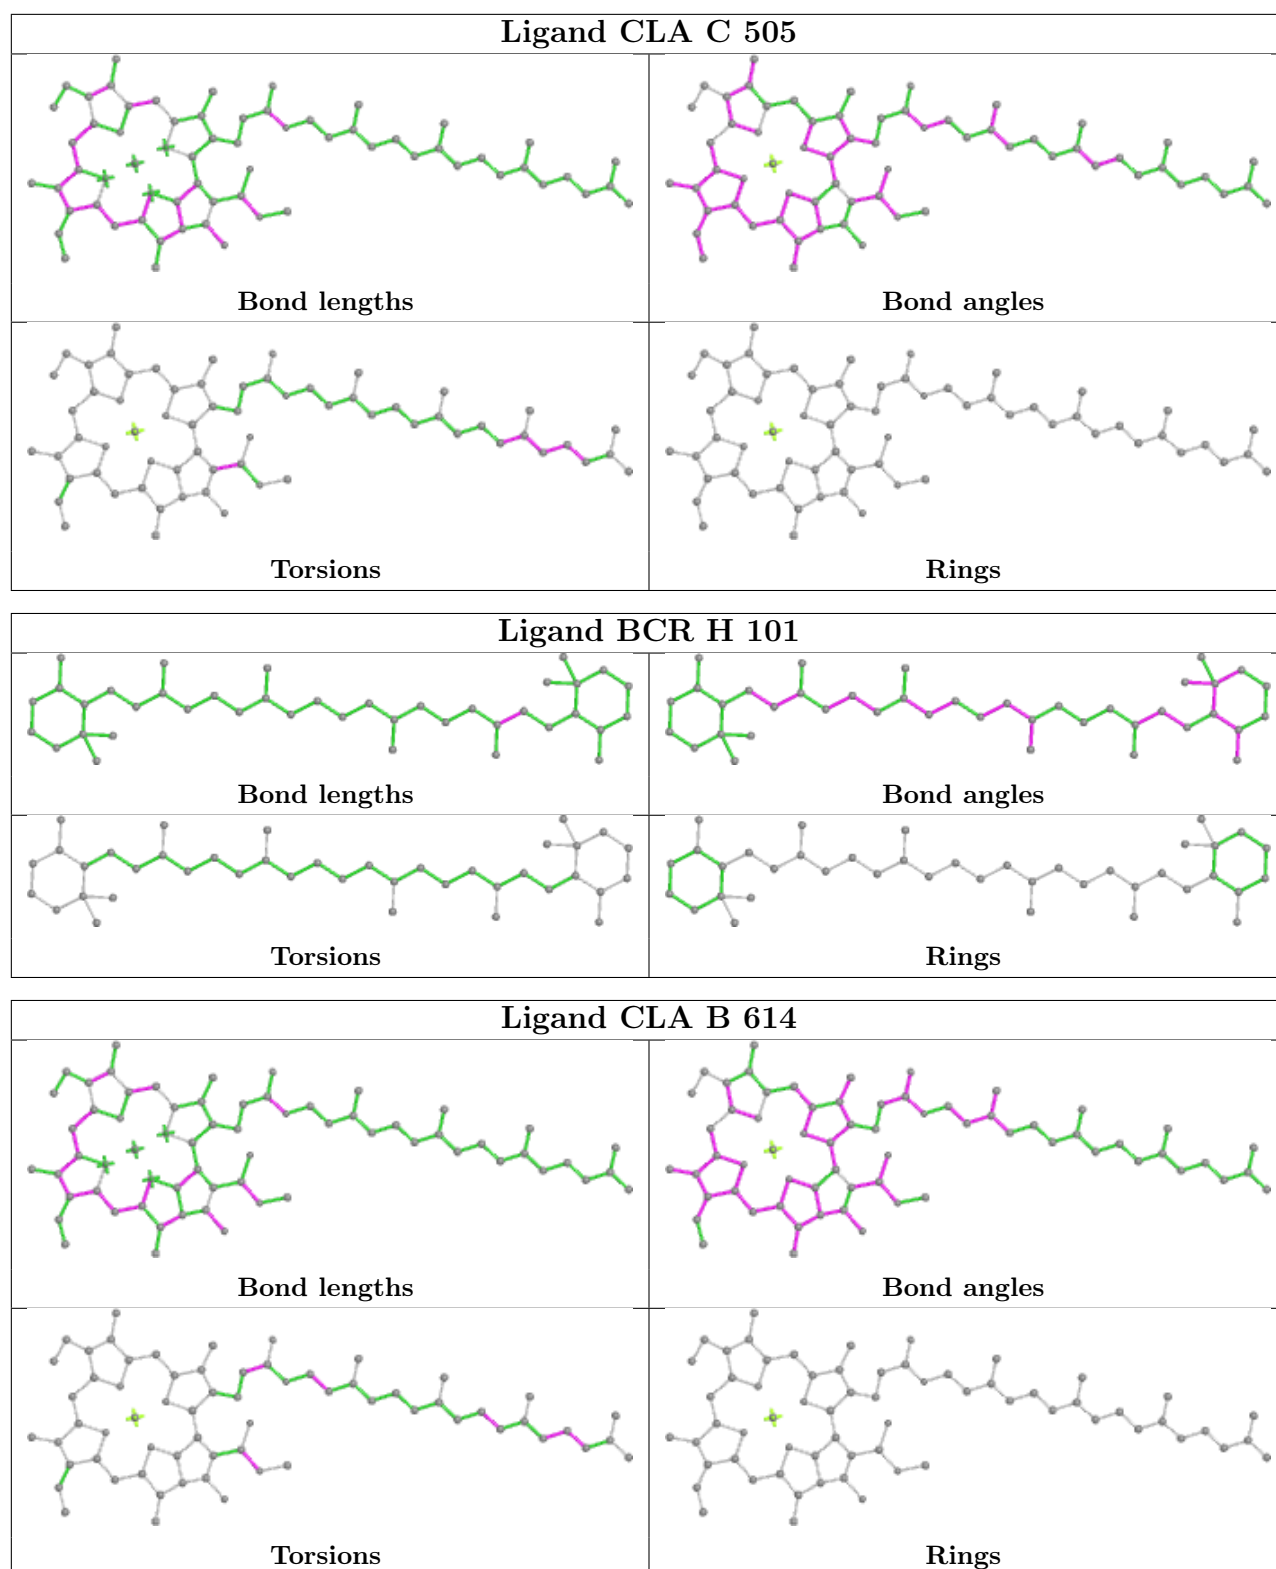 Ligand CLA C 505
Bond lengths
Bond angles
Torsions
Rings
Ligand BCR H 101
Bond lengths
Bond angles
Torsions
Rings
Ligand CLA B 614
Bond lengths
Bond angles
Torsions
Rings